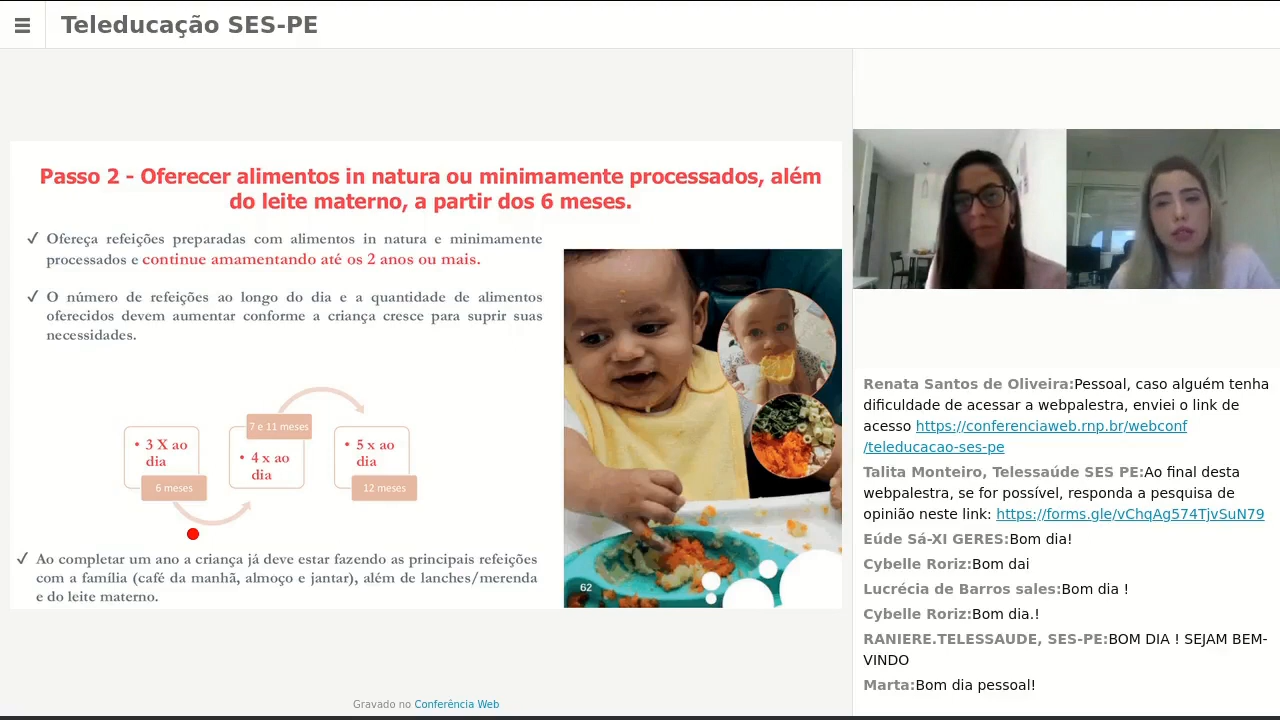 Teleducação SES-PE
Passo 2 - Oferecer alimentos in natura ou minimamente processados, além
do leite materno, a partir dos 6 meses.
✓ Ofereça refeições preparadas com alimentos in natura e minimamente
processados e continue amamentando até os 2 anos ou mais.
✓ O número de refeições ao longo do dia e a quantidade de alimentos
oferecidos devem aumentar conforme a criança cresce para suprir suas
necessidades.
• 3 X ao
dia
6 meses
7 e 11 meses
• 4 x ao
dia
• 5 x ao
dia
12 meses
✓ Ao completar um ano a criança já deve estar fazendo as principais refeições
com a família (café da manhã, almoço e jantar), além de lanches/merenda
e do leite materno.
62
Gravado no Conferência Web
Renata Santos de Oliveira:Pessoal, caso alguém tenha
dificuldade de acessar a webpalestra, enviei o link de
acesso https://conferenciaweb.rnp.br/webconf
/teleducacao-ses-pe
Talita Monteiro, Telessaúde SES PE:Ao final desta
webpalestra, se for possível, responda a pesquisa de
opinião neste link: https://forms.gle/vChqAg574TjvSuN79
Eúde Sá-XI GERES:Bom dia!
Cybelle Roriz:Bom dai
Lucrécia de Barros sales:Bom dia !
Cybelle Roriz:Bom dia.!
RANIERE.TELESSAUDE, SES-PE:BOM DIA ! SEJAM BEM-
VINDO
Marta:Bom dia pessoal!